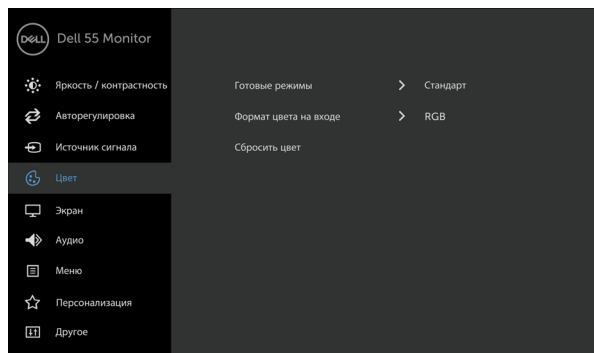 DELL Dell 55 Monitor
Яркость / контрастность Готовые режимы Стандарт
Авторегулировка Формат цвета на входе RGB
Источник сигнала Сбросить цвет
Цвет
Экран
Аудио
Меню
Персонализация
Другое